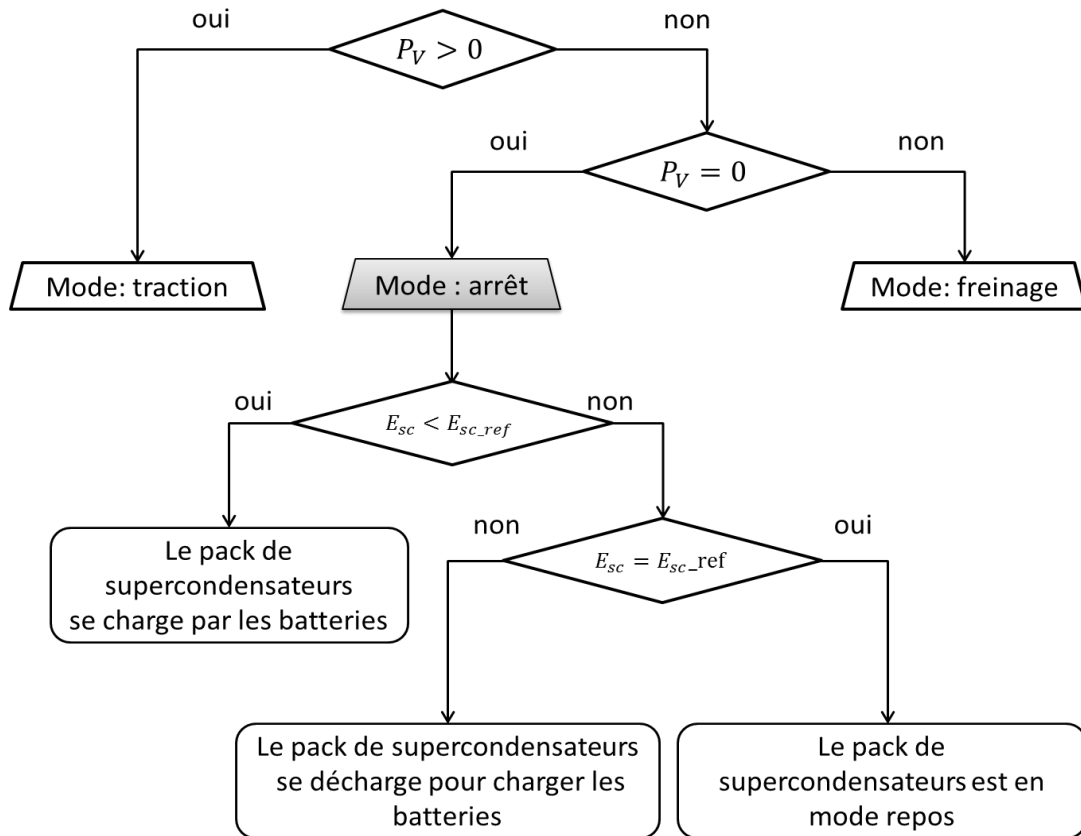 oui
P_V > 0
non
oui
P_V = 0
non
Mode: traction
Mode : arrêt
Mode: freinage
oui
E_sc < E_sc_ref
non
non
E_sc = E_sc_ref
oui
Le pack de
supercondensateurs
se charge par les batteries
Le pack de supercondensateurs
se décharge pour charger les
batteries
Le pack de
supercondensateurs est en
mode repos